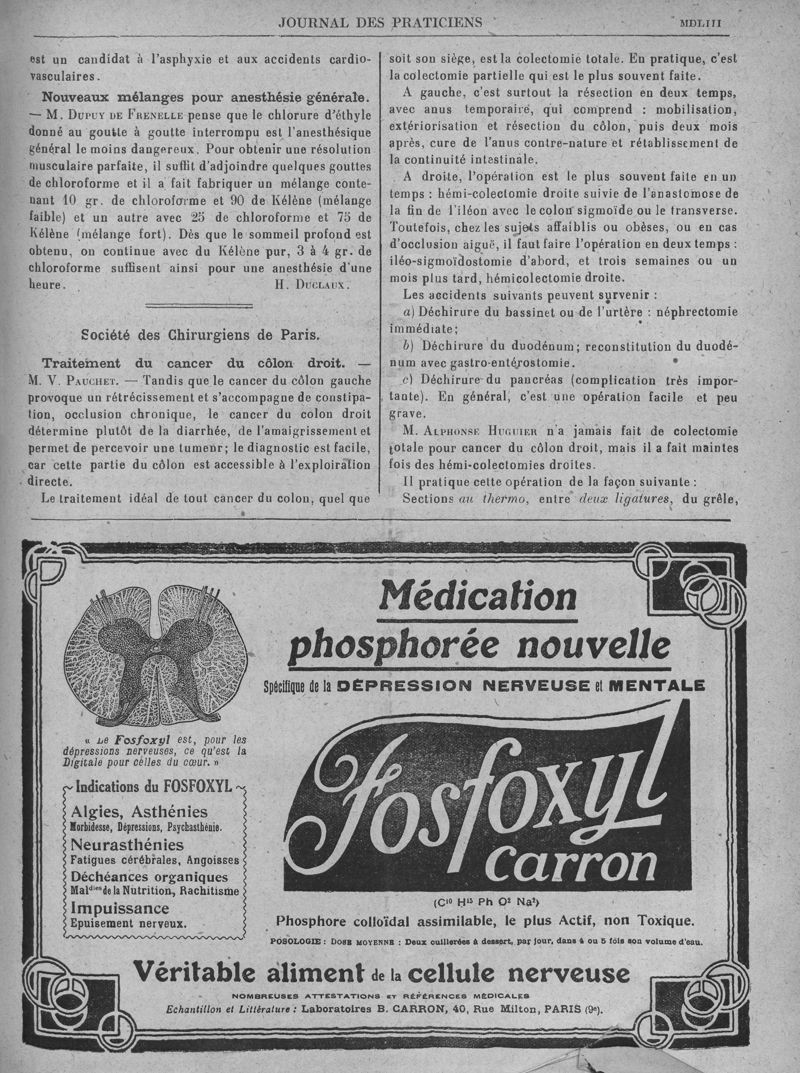 JOURNAL DES PRATICIENS
MDLIII
est un candidat à l'asphyxie et aux accidents cardio-
vasculaires.
Nouveaux mélanges pour anesthésie générale.
— M. Dupuy de Frenelle pense que le chlorure d'éthyle
donné au goutte à goutte interrompu est l'anesthésique
général le moins dangereux. Pour obtenir une résolution
musculaire parfaite, il suffit d'adjoindre quelques gouttes
de chloroforme et il a fait fabriquer un mélange conte-
nant 10 gr. de chloroforme et 90 de Kélène (mélange
faible) et un autre avec 25 de chloroforme et 75 de
Kélène (mélange fort). Dès que le sommeil profond est
obtenu, on continue avec du Kélène pur, 3 à 4 gr. de
chloroforme suffisent ainsi pour une anesthésie d'une
heure. H. Duclaux.
Société des Chirurgiens de Paris.
Traitement du cancer du côlon droit. —
M. V. Pauchet. — Tandis que le cancer du côlon gauche
provoque un rétrécissement et s'accompagne de constipa-
tion, occlusion chronique, le cancer du colon droit
détermine plutôt de la diarrhée, de l'amaigrissement et
permet de percevoir une tumeur; le diagnostic est facile,
car cette partie du côlon est accessible à l'exploiration
directe.
Le traitement idéal de tout cancer du colon, quel que
soit son siège, est la colectomie totale. En pratique, c'est
la colectomie partielle qui est le plus souvent faite.
A gauche, c'est surtout la résection en deux temps,
avec anus temporaire, qui comprend : mobilisation,
extériorisation et résection du côlon, puis deux mois
après, cure de l'anus contre-nature et rétablissement de
la continuité intestinale.
A droite, l'opération est le plus souvent faite en un
temps : hémi-colectomie droite suivie de l'anastomose de
la fin de l'iléon avec le colon sigmoïde ou le transverse.
Toutefois, chez les sujets affaiblis ou obèses, ou en cas
d'occlusion aiguë, il faut faire l'opération en deux temps :
iléo-sigmoïdostomie d'abord, et trois semaines ou un
mois plus tard, hémicolectomie droite.
Les accidents suivants peuvent survenir :
a) Déchirure du bassinet ou de l'urtère : néphrectomie
immédiate;
b) Déchirure du duodénum; reconstitution du duodé-
num avec gastro-entérostomie.
c) Déchirure du pancréas (complication très impor-
tante). En général, c'est une opération facile et peu
grave.
M. Alphonse Huguier n'a jamais fait de colectomie
totale pour cancer du côlon droit, mais il a fait maintes
fois des hémi-colectomies droites.
Il pratique cette opération de la façon suivante :
Sections au thermo, entre deux ligatures, du grêle,
Médication
phosphorée nouvelle
Spécifique de la DÉPRESSION NERVEUSE et MENTALE
« Le Fosfoxyl est, pour les
dépressions nerveuses, ce qu'est la
Digitale pour celles du cœur. »
Indications du FOSFOXYL
Algies, Asthénies
Morbidesse, Dépressions, Psychasthénie.
Neurasthénies
Fatigues cérébrales, Angoisses
Déchéances organiques
Maldies de la Nutrition, Rachitisme
Impuissance
Epuisement nerveux.
Fosfoxyl
Carron
(C¹⁰ H¹⁵ Ph O² Na²)
Phosphore colloïdal assimilable, le plus Actif, non Toxique.
POSOLOGIE : Dose moyenne : Deux cuillerées à dessert, par jour, dans 4 ou 5 fois son volume d'eau.
Véritable aliment de la cellule nerveuse
NOMBREUSES ATTESTATIONS ET RÉFÉRENCES MÉDICALES
Echantillon et Littérature : Laboratoires B. CARRON, 40, Rue Milton, PARIS (9e).